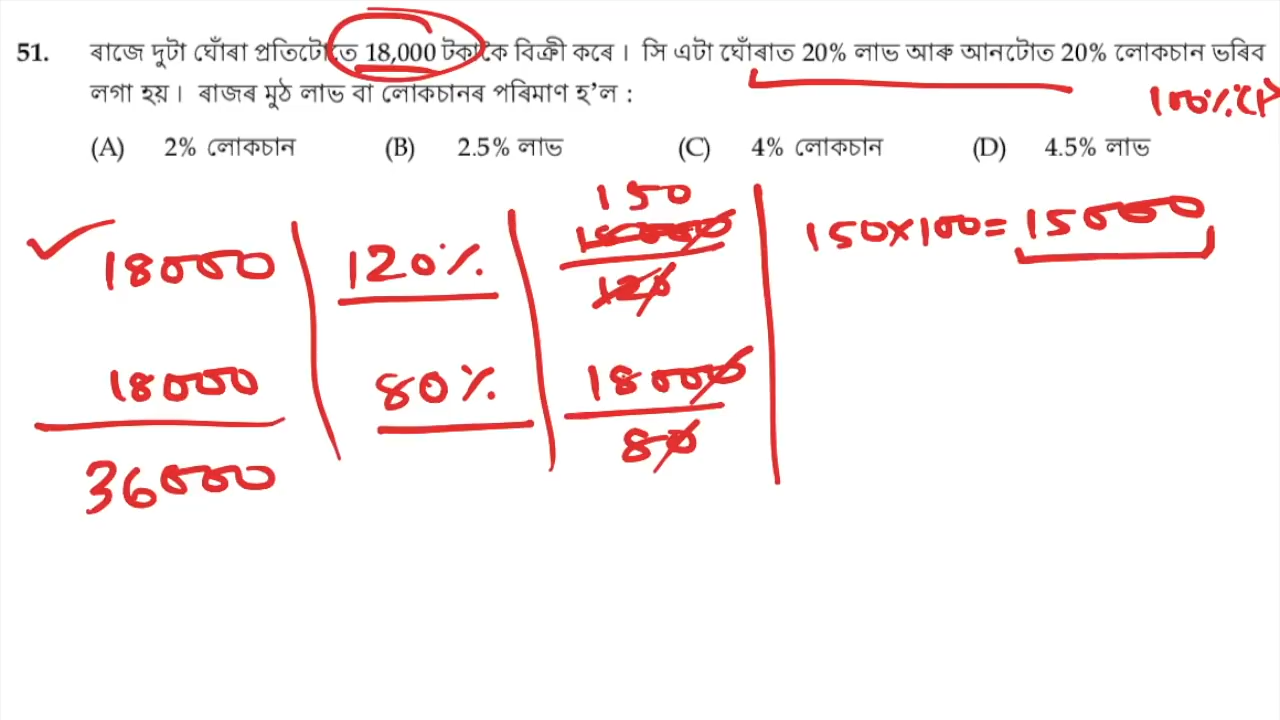 51. ৰাজে দুটা ঘোঁৰা প্ৰতিটোতে 18,000 টকাকৈ বিক্ৰী কৰে। সি এটা ঘোঁৰাত 20% লাভ আৰু আনটোত 20% লোকচান ভৰিব
লগা হয়। ৰাজৰ মুঠ লাভ বা লোকচানৰ পৰিমাণ হ’ল :
100%
(A) 2% লোকচান (B) 2.5% লাভ (C) 4% লোকচান (D) 4.5% লাভ
18000 120% 150
120
150×100=15000
18000 80% 18000
80
36000